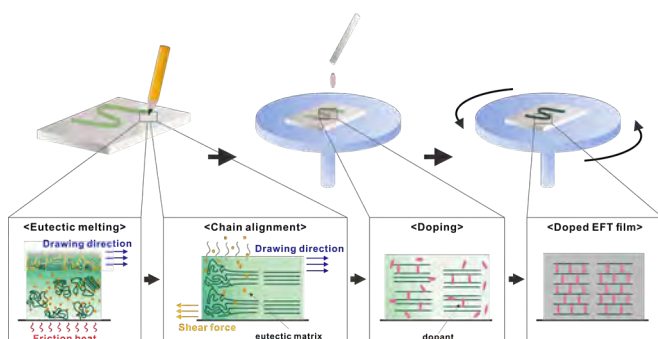 <Eutectic melting>
Drawing direction
Friction heat
<Chain alignment>
Drawing direction
Shear force
eutectic matrix
<Doping>
dopant
<Doped EFT film>